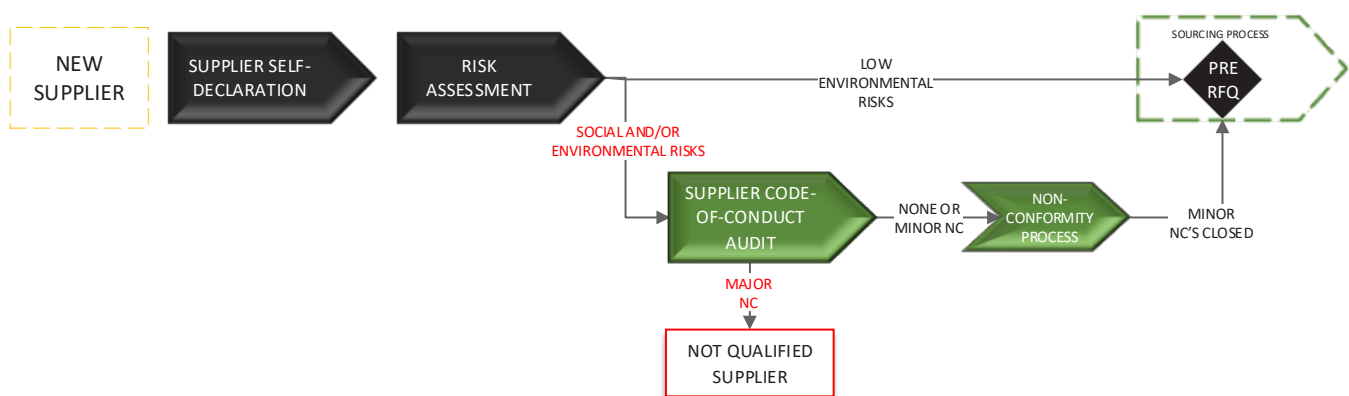 NEW
SUPPLIER
SUPPLIER SELF-
DECLARATION
RISK
ASSESSMENT
LOW
ENVIRONMENTAL
RISKS
SOURCING PROCESS
PRE
RFQ
SOCIAL AND/OR
ENVIRONMENTAL RISKS
SUPPLIER CODE-
OF-CONDUCT
AUDIT
NONE OR
MINOR NC
NON-
CONFORMITY
PROCESS
MINOR
NC'S CLOSED
MAJOR
NC
NOT QUALIFIED
SUPPLIER